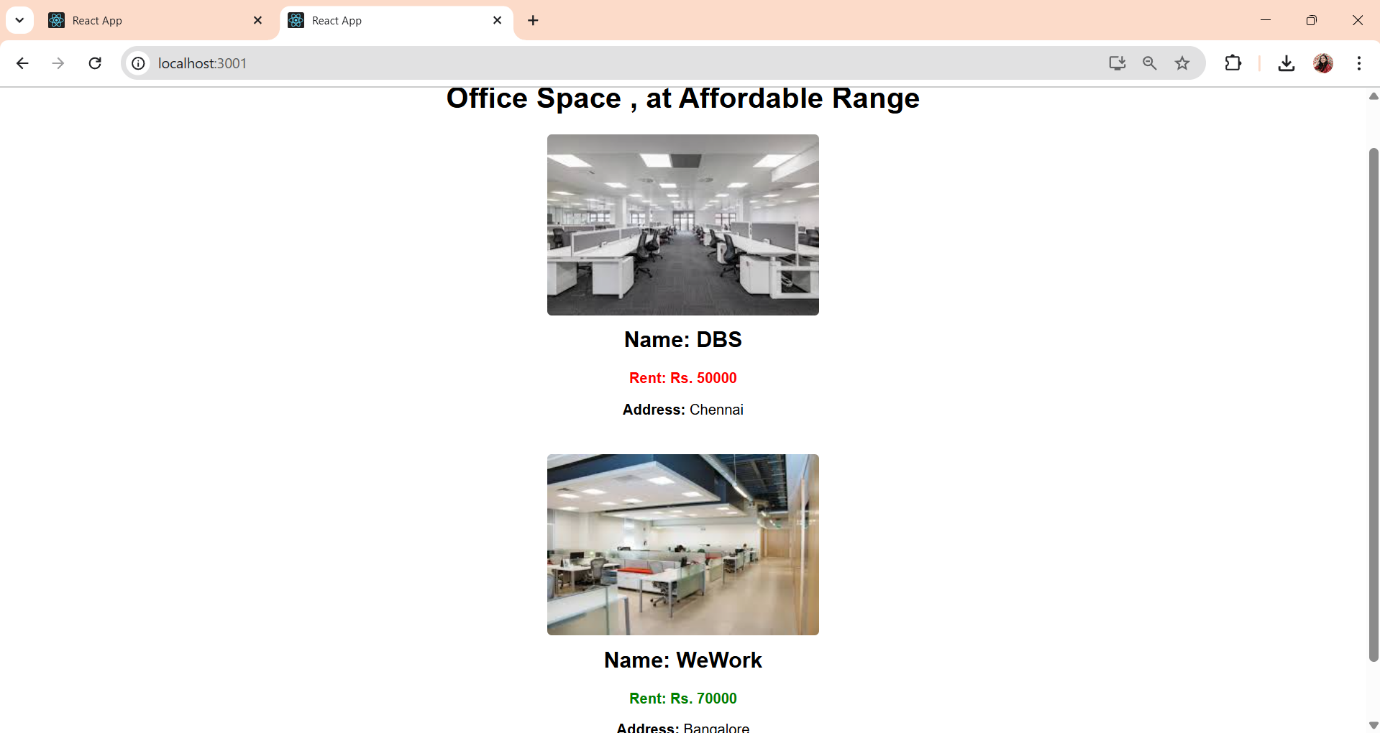 React App
React App
localhost:3001
Office Space , at Affordable Range
Name: DBS
Rent: Rs. 50000
Address: Chennai
Name: WeWork
Rent: Rs. 70000
Address: Bangalore